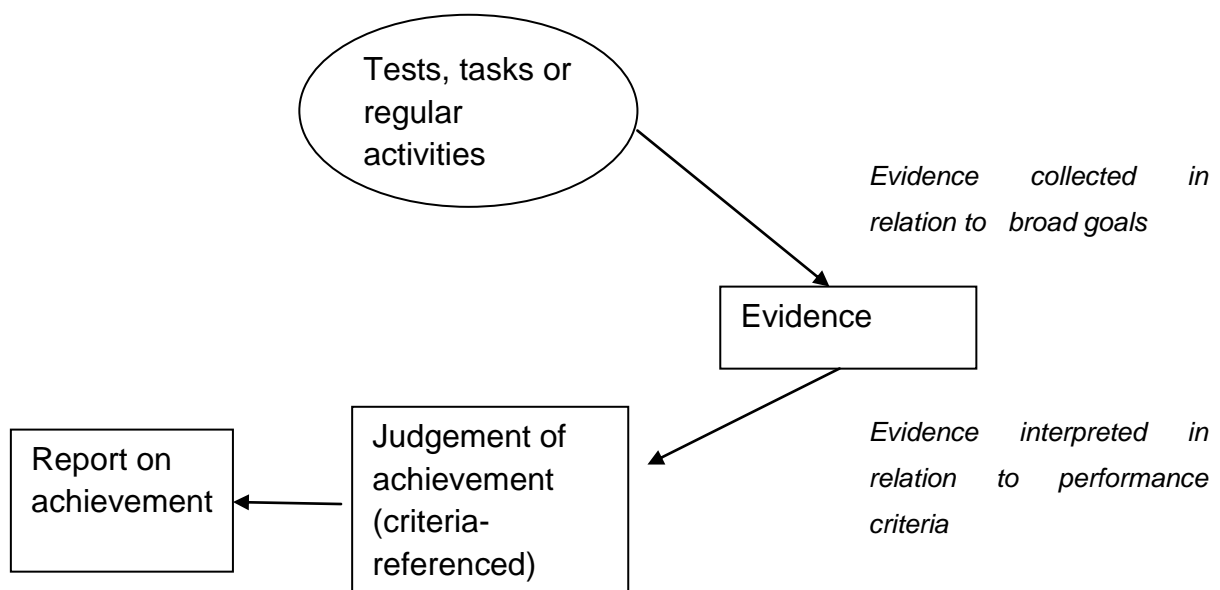 Tests, tasks or
regular
activities
Evidence collected in
relation to broad goals
Evidence
Evidence interpreted in
relation to performance
criteria
Judgement of
achievement
(criteria-
referenced)
Report on
achievement